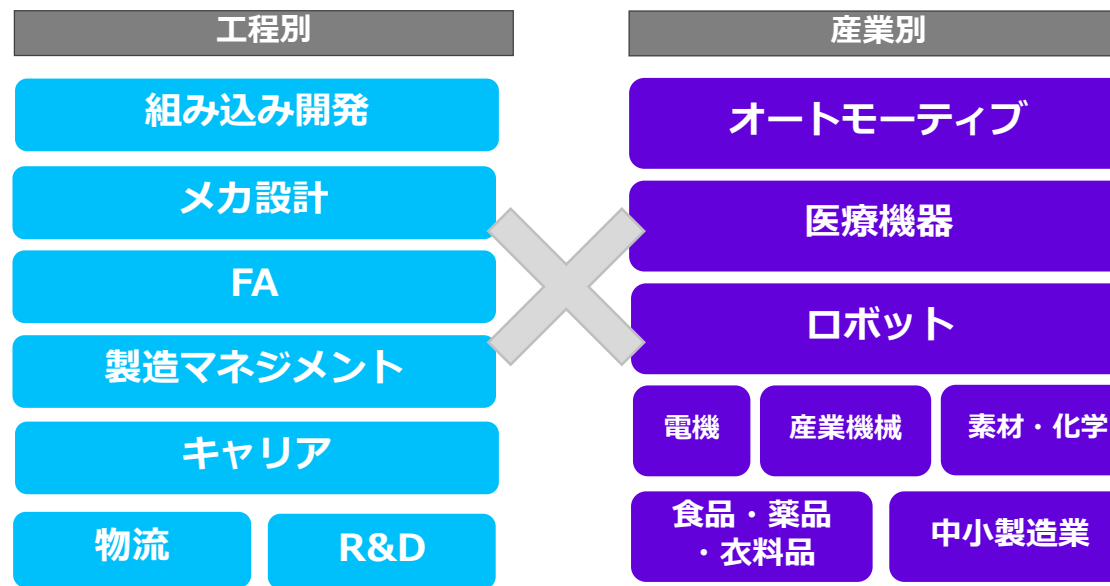 工程別
組み込み開発
メカ設計
FA
製造マネジメント
キャリア
物流
R&D
産業別
オートモーティブ
医療機器
ロボット
電機
産業機械
素材・化学
食品・薬品
・衣料品
中小製造業